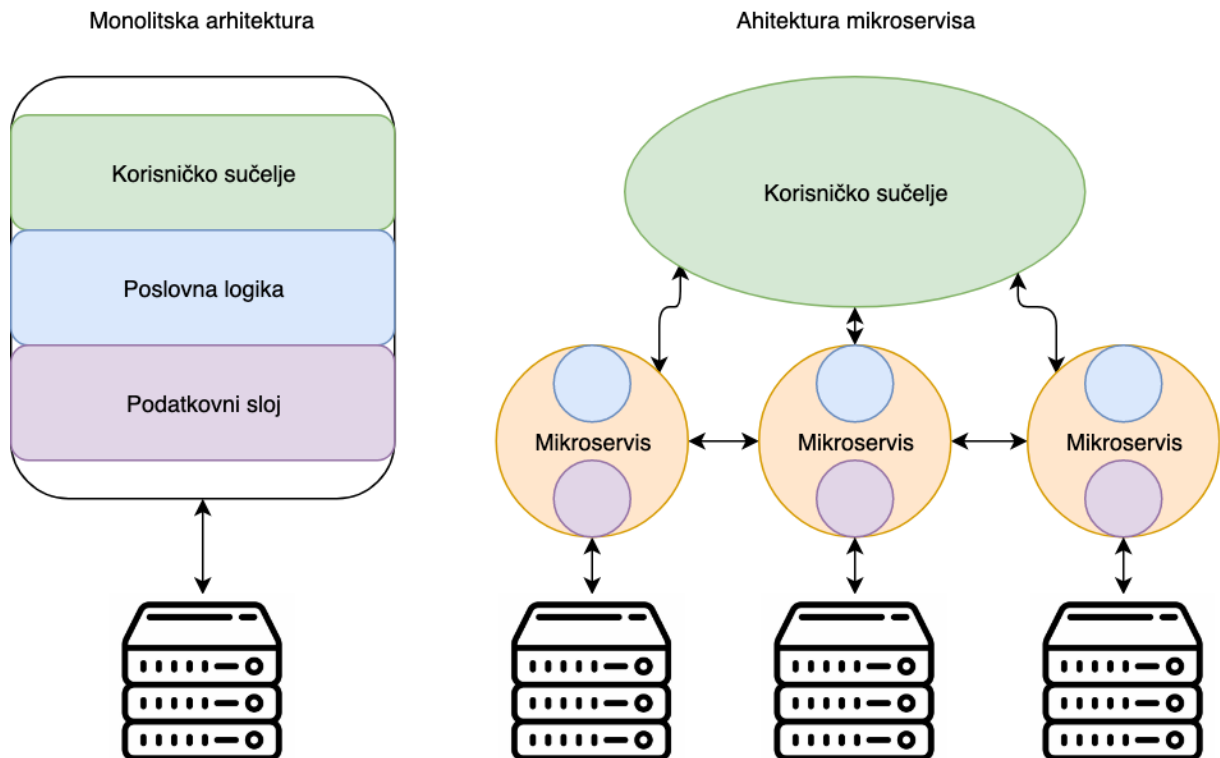 Monolitska arhitektura
Ahitektura mikroservisa
Korisničko sučelje
Poslovna logika
Podatkovni sloj
Korisničko sučelje
Mikroservis
Mikroservis
Mikroservis